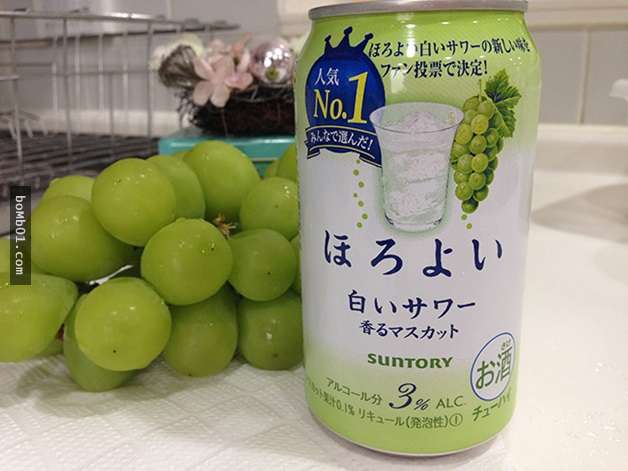 ほろよい白いサワーの新しい味を
ファン投票で決定!
人気
No.1
みんなで選んだ!
ほろよい
白いサワー
香るマスカット
SUNTORY
お酒
チューハイ
アルコール分 3% ALC.
果汁0.1% リキュール(発泡性)①
boMb01.com